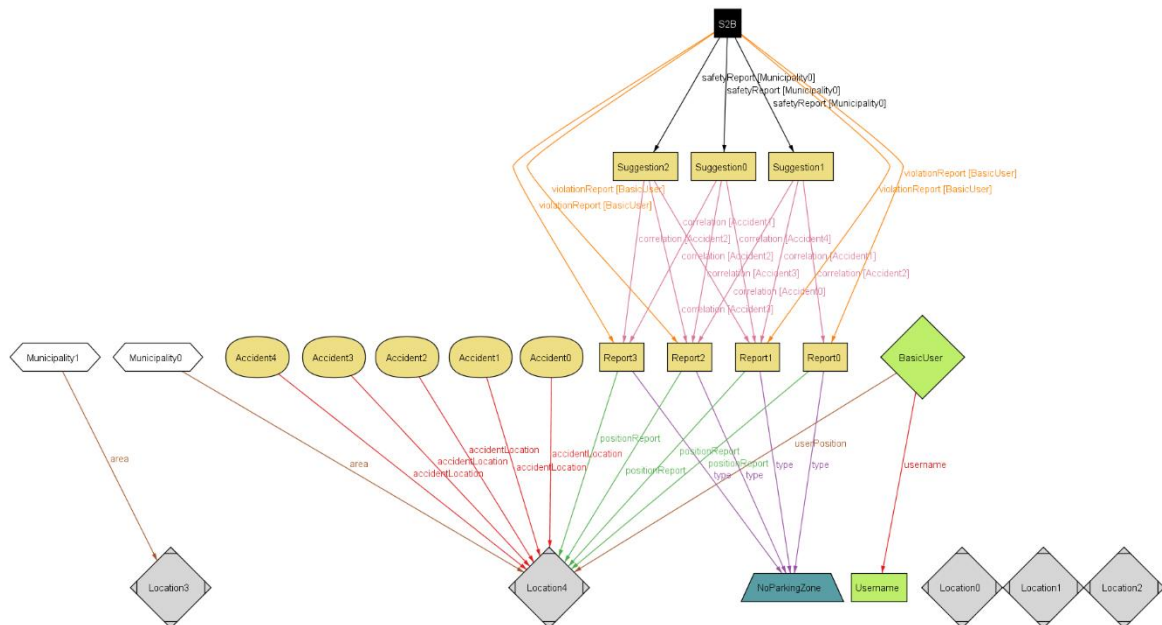 S2B
safetyReport [Municipality0]
safetyReport [Municipality0]
safetyReport [Municipality0]
Suggestion2
Suggestion0
Suggestion1
violationReport [BasicUser]
violationReport [BasicUser]
violationReport [BasicUser]
violationReport [BasicUser]
correlation [Accident1]
correlation [Accident2]
correlation [Accident4]
correlation [Accident2]
correlation [Accident1]
correlation [Accident3]
correlation [Accident2]
correlation [Accident0]
correlation [Accident3]
Municipality1
Municipality0
Accident4
Accident3
Accident2
Accident1
Accident0
Report3
Report2
Report1
Report0
BasicUser
area
area
accidentLocation
accidentLocation
accidentLocation
accidentLocation
accidentLocation
positionReport
positionReport
positionReport
positionReport
userPosition
type
type
type
type
username
Location3
Location4
NoParkingZone
Username
Location0
Location1
Location2